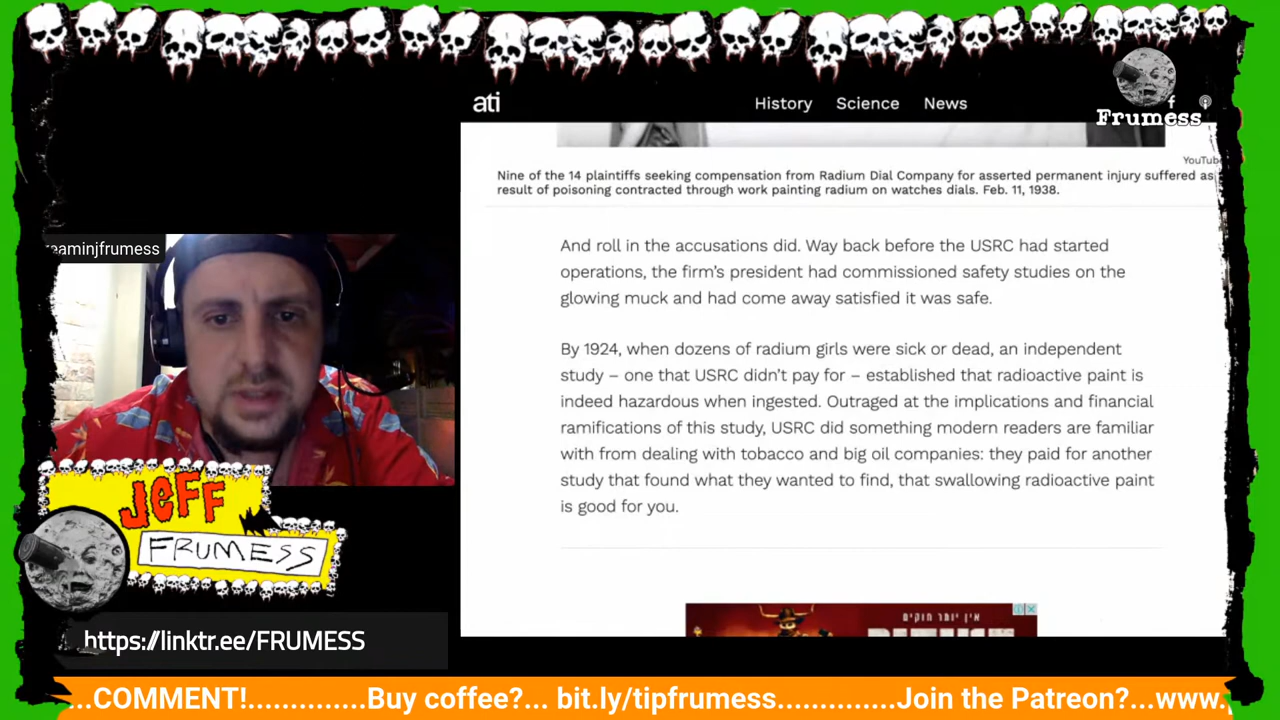 ati
History Science News
Frumess
YouTube
Nine of the 14 plaintiffs seeking compensation from Radium Dial Company for asserted permanent injury suffered as
result of poisoning contracted through work painting radium on watches dials. Feb. 11, 1938.
And roll in the accusations did. Way back before the USRC had started
operations, the firm's president had commissioned safety studies on the
glowing muck and had come away satisfied it was safe.
By 1924, when dozens of radium girls were sick or dead, an independent
study – one that USRC didn't pay for – established that radioactive paint is
indeed hazardous when ingested. Outraged at the implications and financial
ramifications of this study, USRC did something modern readers are familiar
with from dealing with tobacco and big oil companies: they paid for another
study that found what they wanted to find, that swallowing radioactive paint
is good for you.
אין יותר חוקים
eaminjfrumess
JEFF
FRUMESS
https://linktr.ee/FRUMESS
...COMMENT!.............Buy coffee?... bit.ly/tipfrumess.............Join the Patreon?...www.